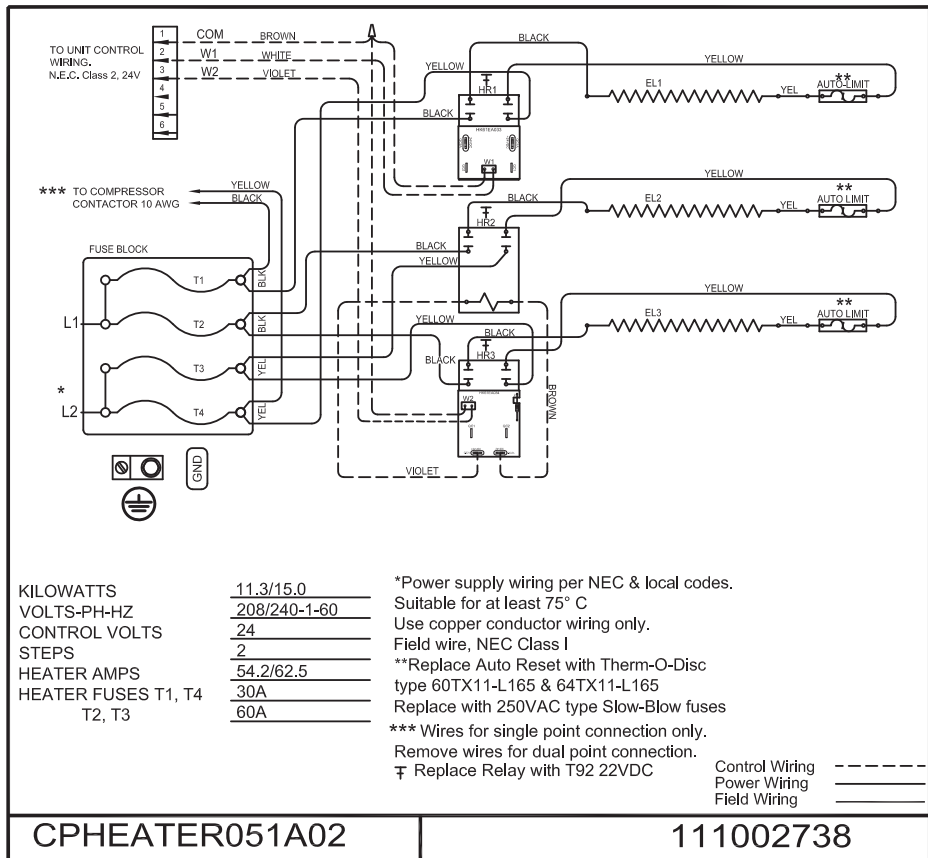 1 COM BROWN
2 W1 WHITE
3 W2 VIOLET
4
5
6
TO UNIT CONTROL
WIRING.
N.E.C. Class 2, 24V
BLACK
YELLOW
YELLOW
HR1
BLACK
HR01EA033
W1
EL1
YEL
**
AUTO-LIMIT
*** TO COMPRESSOR
CONTACTOR 10 AWG
YELLOW
BLACK
BLACK
YELLOW
HR2
BLACK
YELLOW
EL2
YEL
**
AUTO LIMIT
FUSE BLOCK
T1
BLK
L1
T2
BLK
T3
YEL
*
L2
T4
YEL
GND
YELLOW
YELLOW
BLACK
BLACK
HR3
W2
EL3
YEL
**
AUTO LIMIT
BROWN
VIOLET
KILOWATTS 11.3/15.0
VOLTS-PH-HZ 208/240-1-60
CONTROL VOLTS 24
STEPS 2
HEATER AMPS 54.2/62.5
HEATER FUSES T1, T4 30A
T2, T3 60A
*Power supply wiring per NEC & local codes.
Suitable for at least 75° C
Use copper conductor wiring only.
Field wire, NEC Class I
**Replace Auto Reset with Therm-O-Disc
type 60TX11-L165 & 64TX11-L165
Replace with 250VAC type Slow-Blow fuses
*** Wires for single point connection only.
Remove wires for dual point connection.
Replace Relay with T92 22VDC
Control Wiring
Power Wiring
Field Wiring
CPHEATER051A02
111002738